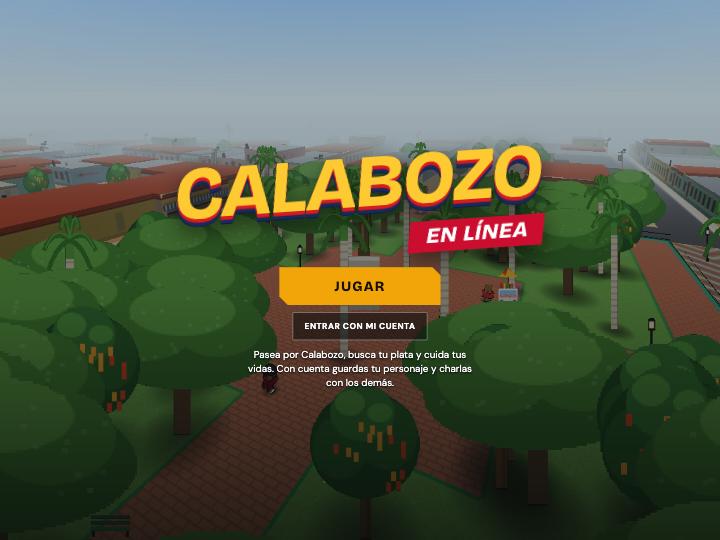 CALABOZO
EN LÍNEA
JUGAR
ENTRAR CON MI CUENTA
Pasea por Calabozo, busca tu plata y cuida tus
vidas. Con cuenta guardas tu personaje y charlas
con los demás.